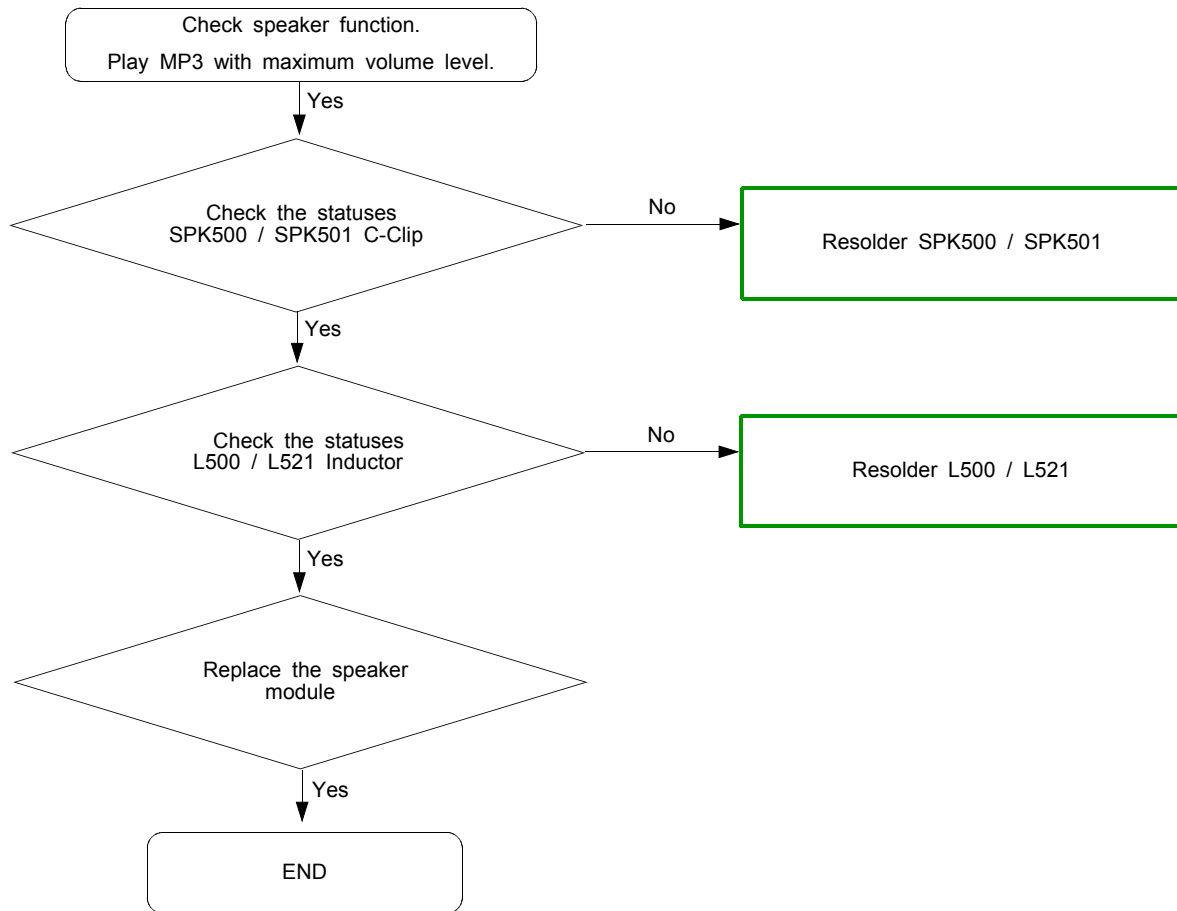 Check speaker function.
Play MP3 with maximum volume level.
Yes
Check the statuses
SPK500 / SPK501 C-Clip
No
Resolder SPK500 / SPK501
Yes
Check the statuses
L500 / L521 Inductor
No
Resolder L500 / L521
Yes
Replace the speaker
module
Yes
END